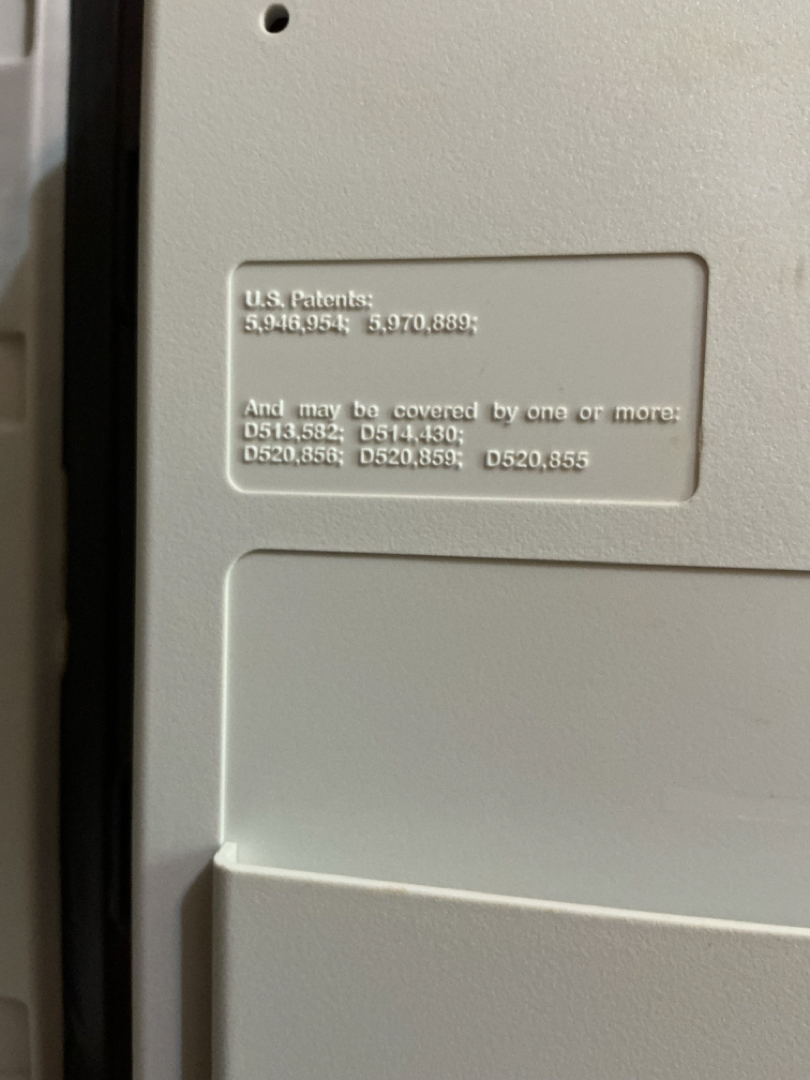 U.S. Patents:
5,946,954; 5,970,889;
And may be covered by one or more:
D513,582; D514,430;
D520,856; D520,859; D520,855